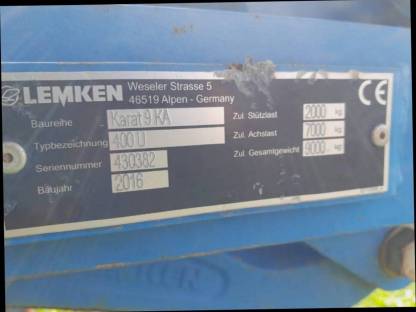 LEMKEN
Weseler Strasse 5
46519 Alpen - Germany
CE
Baureihe Karat 9 KA
Typbezeichnung 400 U
Seriennummer 430382
Baujahr 2016
Zul. Stützlast 2000 kg
Zul. Achslast 7000 kg
Zul. Gesamtgewicht 9000 kg